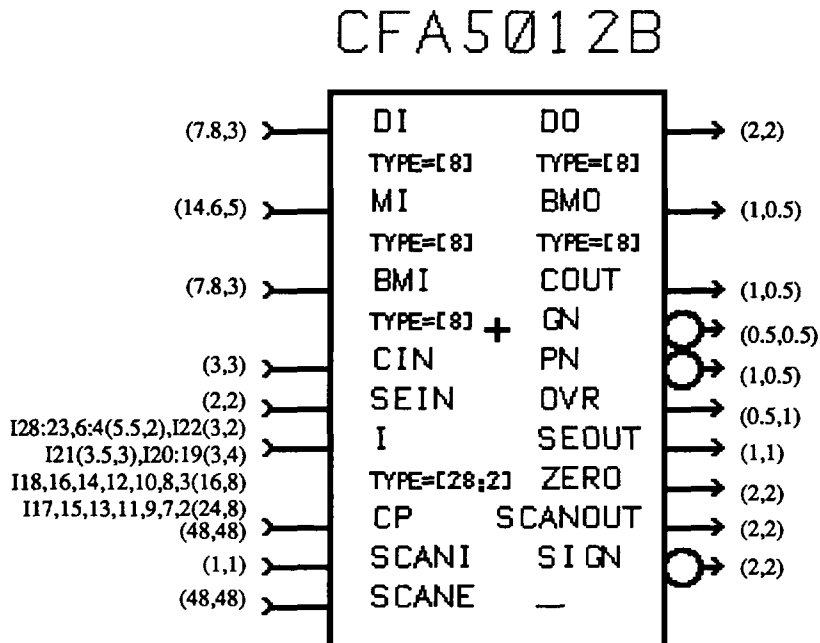 CFA5012B
(7.8,3) DI DO (2,2)
TYPE=[8] TYPE=[8]
(14.6,5) MI BMO (1,0.5)
TYPE=[8] TYPE=[8]
(7.8,3) BMI COUT (1,0.5)
TYPE=[8] + GN (0.5,0.5)
(3,3) CIN PN (1,0.5)
(2,2) SEIN OVR (0.5,1)
I28:23,6:4(5.5,2),I22(3,2)
I21(3.5,3),I20:19(3,4) I SEOUT (1,1)
I18,16,14,12,10,8,3(16,8) TYPE=[28:2] ZERO (2,2)
I17,15,13,11,9,7,2(24,8)
(48,48) CP SCANOUT (2,2)
(1,1) SCANI SIGN (2,2)
(48,48) SCANE _